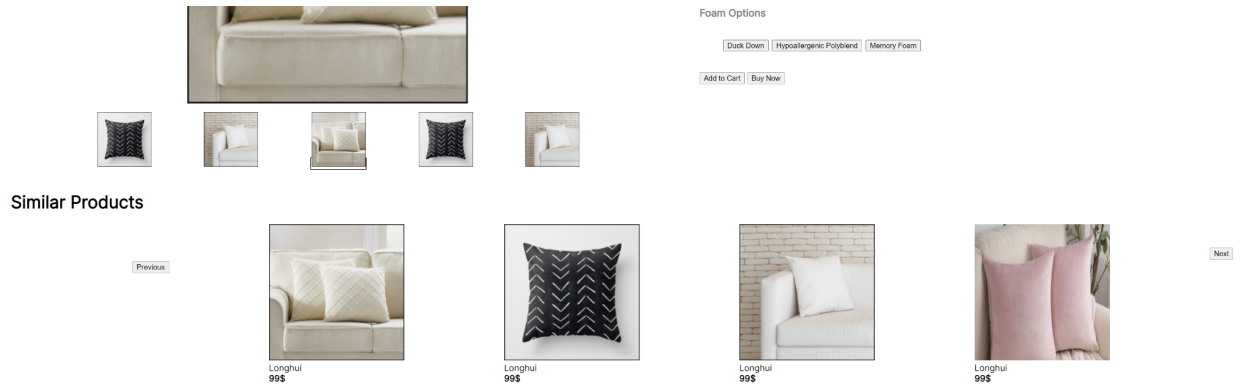 Foam Options
Duck Down Hypoallergenic Polyblend Memory Foam
Add to Cart Buy Now
Similar Products
Previous
Next
Longhui Longhui Longhui Longhui
99$ 99$ 99$ 99$